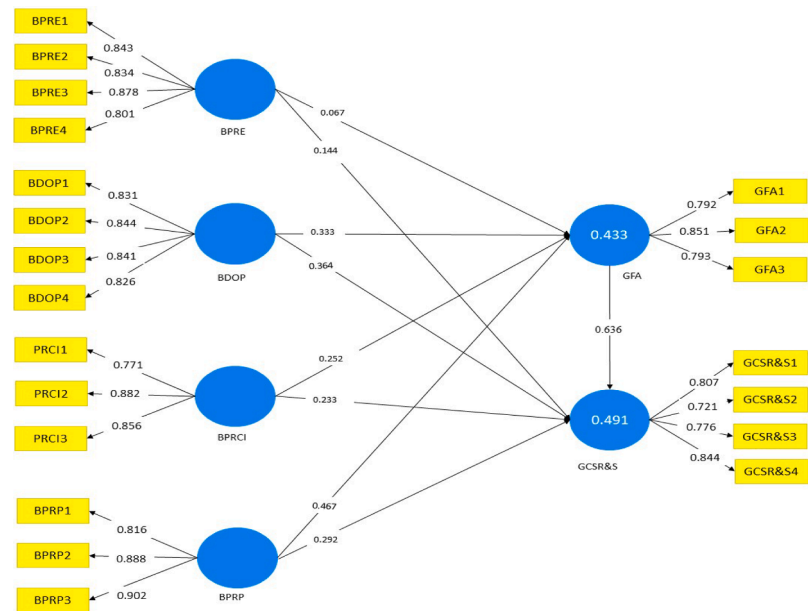 BPRE1
0.843
BPRE2
0.834
BPRE3
0.878
BPRE4
0.801
BPRE
0.067
0.144
BDOP1
0.831
BDOP2
0.844
BDOP3
0.841
BDOP4
0.826
BDOP
0.333
0.364
PRCI1
0.771
PRCI2
0.882
PRCI3
0.856
BPRCI
0.252
0.233
BPRP1
0.816
BPRP2
0.888
BPRP3
0.902
BPRP
0.467
0.292
0.433
GFA
0.792
GFA1
0.851
GFA2
0.793
GFA3
0.636
0.491
GCSR&S
0.807
GCSR&S1
0.721
GCSR&S2
0.776
GCSR&S3
0.844
GCSR&S4